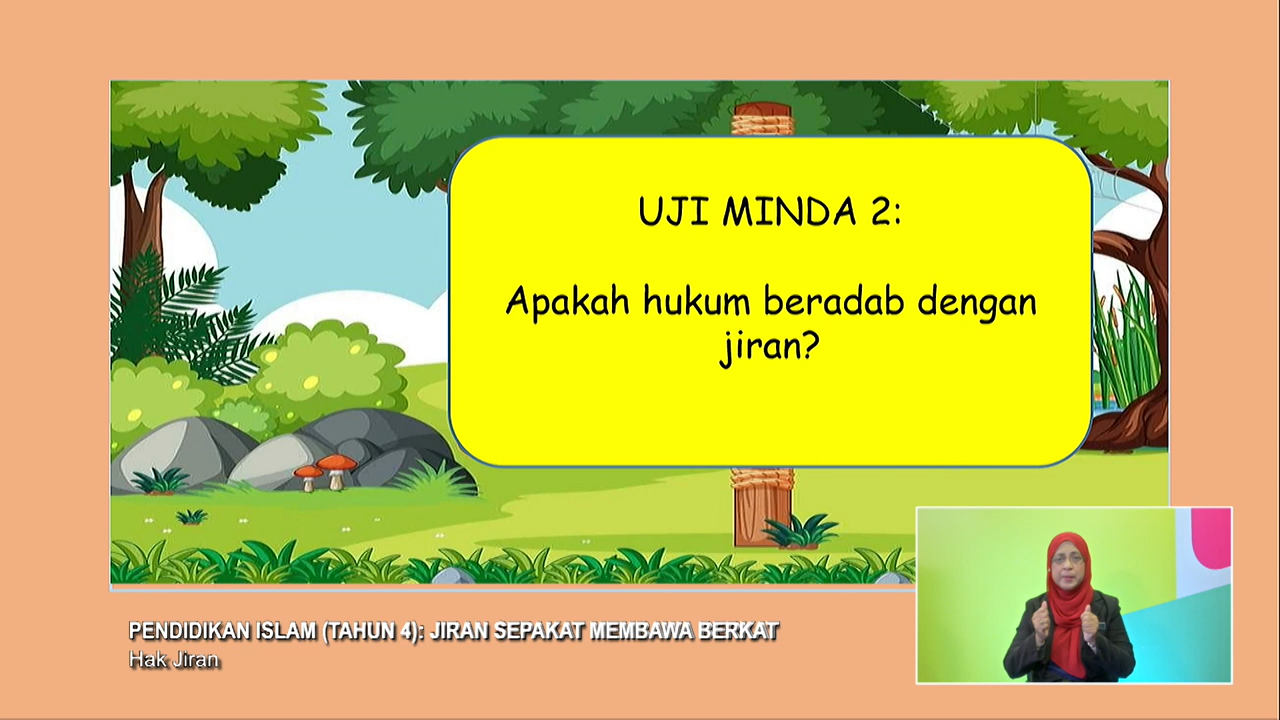 UJI MINDA 2:
Apakah hukum beradab dengan
jiran?
PENDIDIKAN ISLAM (TAHUN 4): JIRAN SEPAKAT MEMBAWA BERKAT
Hak Jiran